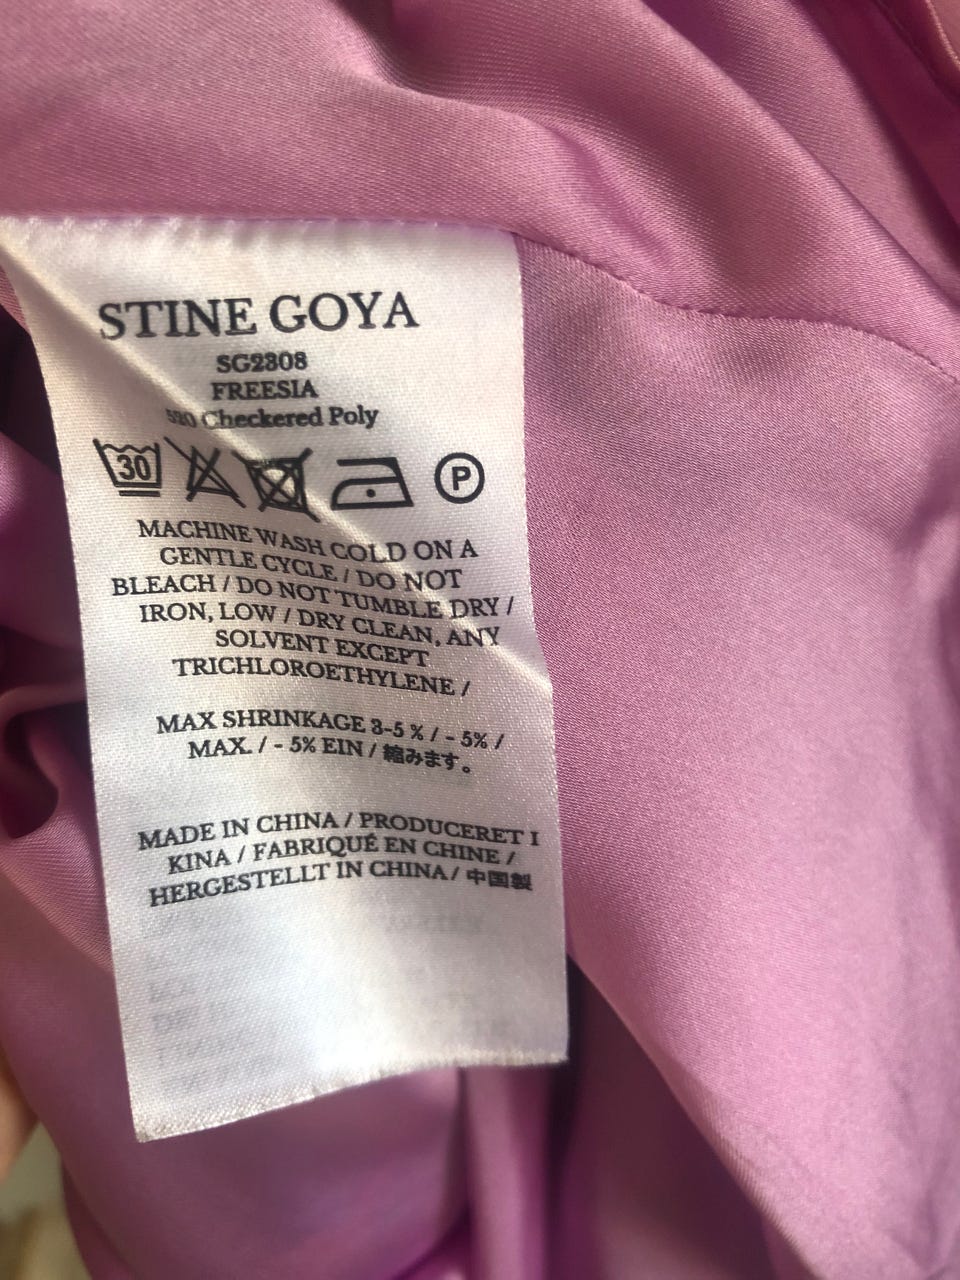 STINE GOYA
SG2308
FREESIA
Checkered Poly
30 P
MACHINE WASH COLD ON A
GENTLE CYCLE / DO NOT
BLEACH / DO NOT TUMBLE DRY /
IRON, LOW / DRY CLEAN, ANY
SOLVENT EXCEPT
TRICHLOROETHYLENE /
MAX SHRINKAGE 3-5 % / - 5% /
MAX. / - 5% EIN / 縮みます。
MADE IN CHINA / PRODUCERET I
KINA / FABRIQUÉ EN CHINE /
HERGESTELLT IN CHINA / 中国製